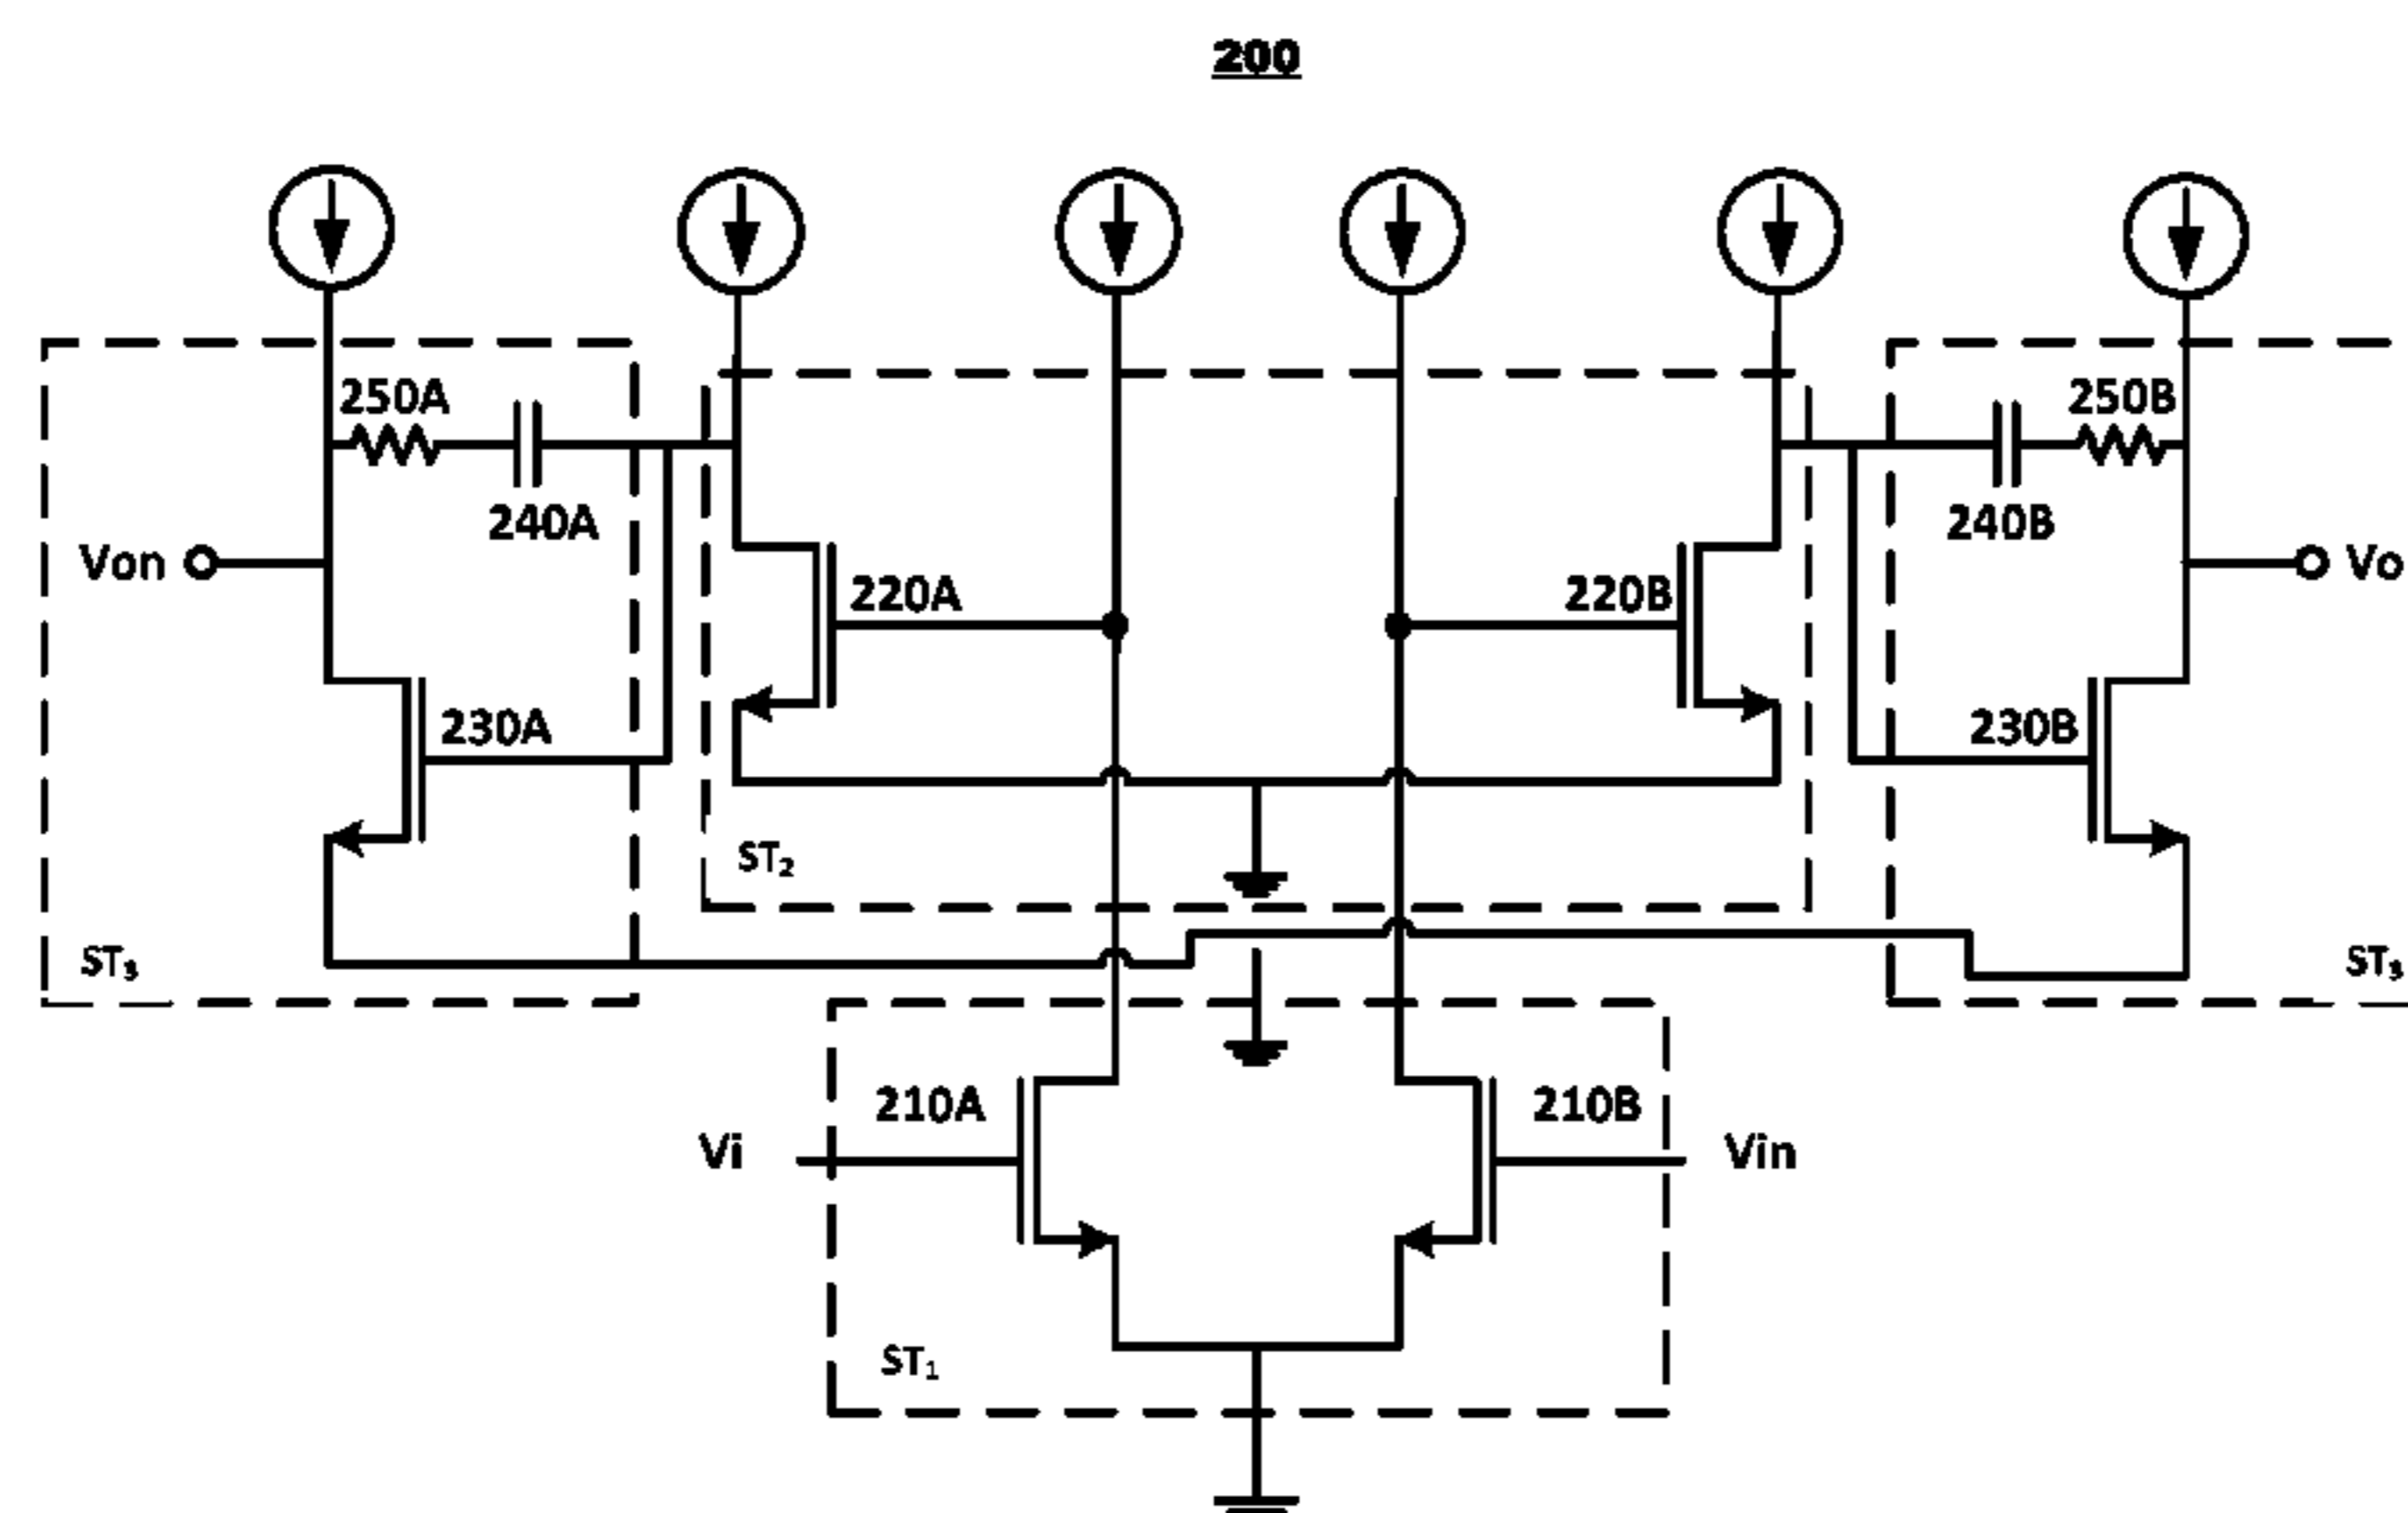 200
250A
250B
240A
240B
Von
Vo
220A
220B
230A
230B
ST₂
ST₃
ST₃
210A
210B
Vi
Vin
ST₁